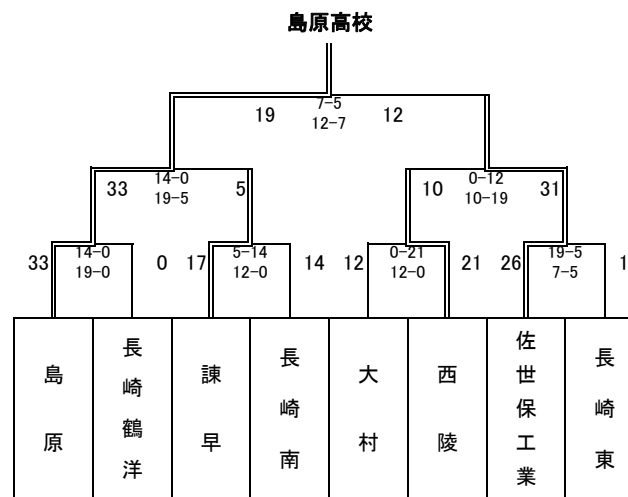 島原高校
19 7-5 12
12-7
33 14-0 5 10 0-12 31
19-5 10-19
33 14-0 0 17 5-14 14 12 0-21 21 26 19-5 1
19-0 12-0 12-0 7-5
島原
長崎鶴洋
諫早
長崎南
大村
西陵
佐世保工業
長崎東